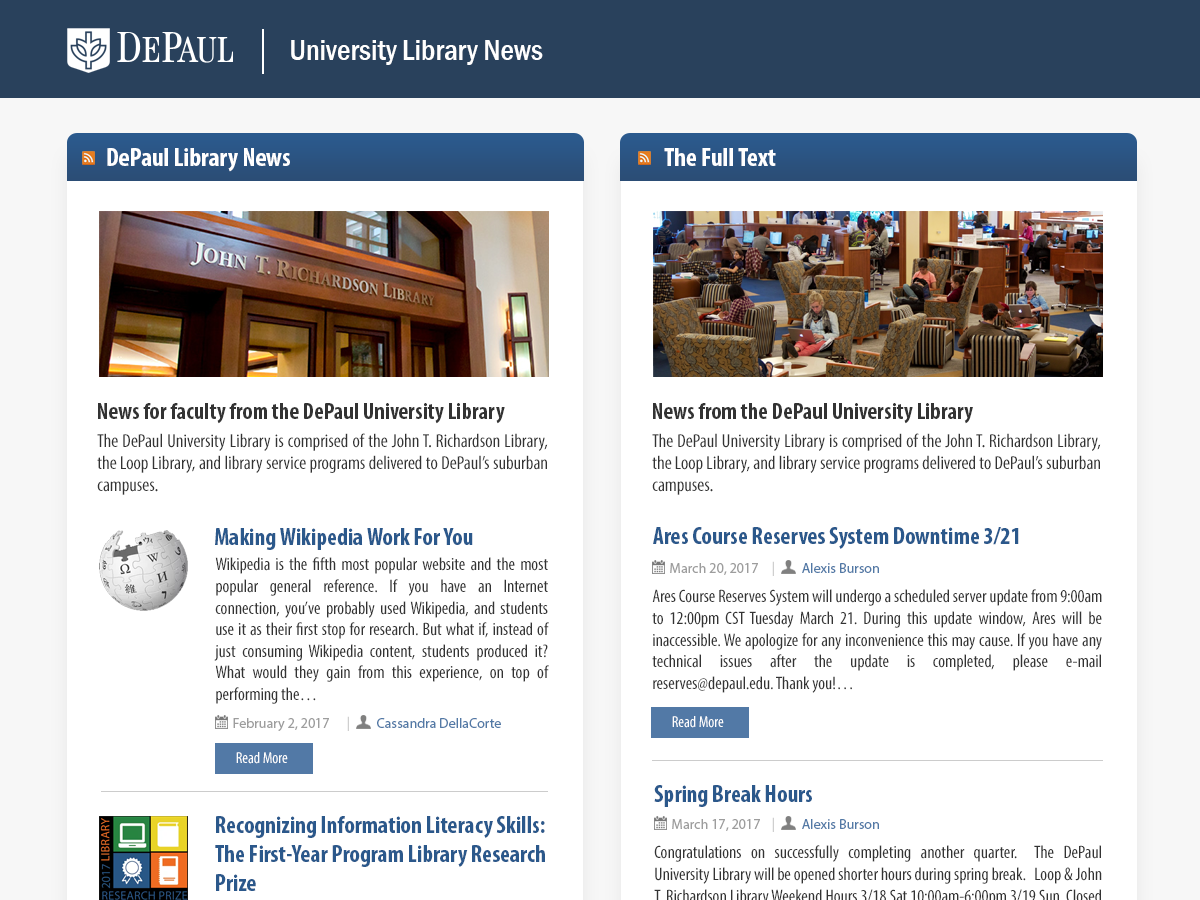 DEPAUL
University Library News
DePaul Library News
JOHN T. RICHARDSON LIBRARY
News for faculty from the DePaul University Library
The DePaul University Library is comprised of the John T. Richardson Library,
the Loop Library, and library service programs delivered to DePaul's suburban
campuses.
Making Wikipedia Work For You
Wikipedia is the fifth most popular website and the most
popular general reference. If you have an Internet
connection, you've probably used Wikipedia, and students
use it as their first stop for research. But what if, instead of
just consuming Wikipedia content, students produced it?
What would they gain from this experience, on top of
performing the…
February 2, 2017 | Cassandra DellaCorte
Read More
2017 LIBRARY
RESEARCH PRIZE
Recognizing Information Literacy Skills:
The First-Year Program Library Research
Prize
The Full Text
News from the DePaul University Library
The DePaul University Library is comprised of the John T. Richardson Library,
the Loop Library, and library service programs delivered to DePaul's suburban
campuses.
Ares Course Reserves System Downtime 3/21
March 20, 2017 | Alexis Burson
Ares Course Reserves System will undergo a scheduled server update from 9:00am
to 12:00pm CST Tuesday March 21. During this update window, Ares will be
inaccessible. We apologize for any inconvenience this may cause. If you have any
technical issues after the update is completed, please e-mail
reserves@depaul.edu. Thank you!…
Read More
Spring Break Hours
March 17, 2017 | Alexis Burson
Congratulations on successfully completing another quarter. The DePaul
University Library will be opened shorter hours during spring break. Loop & John
T. Richardson Library Weekend Hours 3/18 Sat 10:00am-6:00pm 3/19 Sun Closed